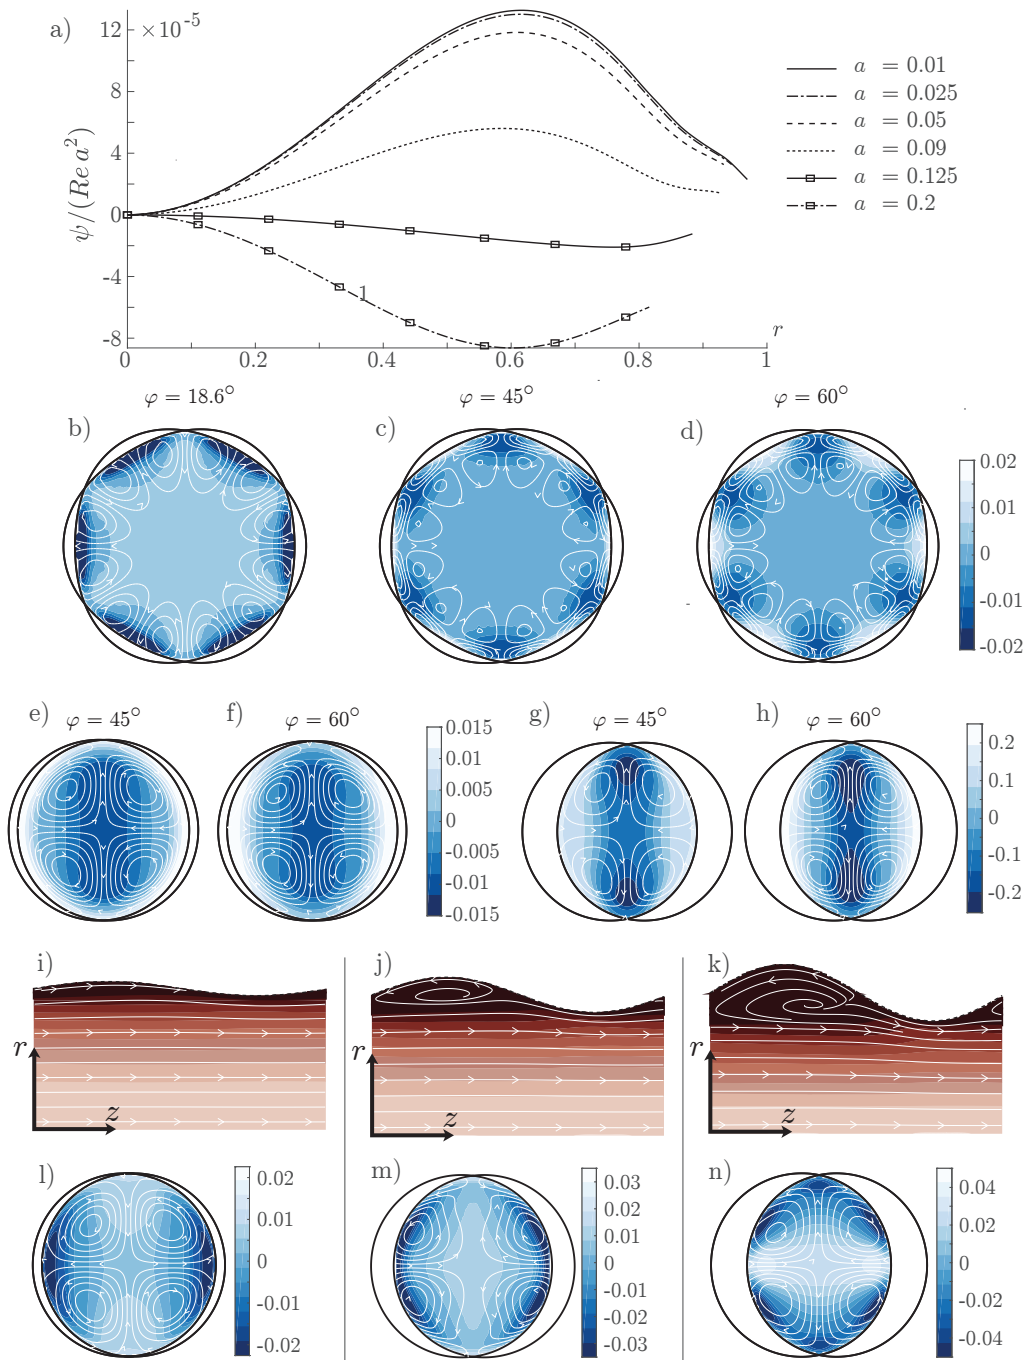 a)
×10⁻⁵
12
8
4
0
-4
-8
ψ/(Re a²)
1
0
0.2
0.4
0.6
0.8
1
r
a = 0.01
a = 0.025
a = 0.05
a = 0.09
a = 0.125
a = 0.2
φ = 18.6°
φ = 45°
φ = 60°
b)
c)
d)
0.02
0.01
0
-0.01
-0.02
e)
φ = 45°
f)
φ = 60°
0.015
0.01
0.005
0
-0.005
-0.01
-0.015
g)
φ = 45°
h)
φ = 60°
0.2
0.1
0
-0.1
-0.2
i)
r
z
j)
r
z
k)
r
z
l)
0.02
0.01
0
-0.01
-0.02
m)
0.03
0.02
0.01
0
-0.01
-0.02
-0.03
n)
0.04
0.02
0
-0.02
-0.04